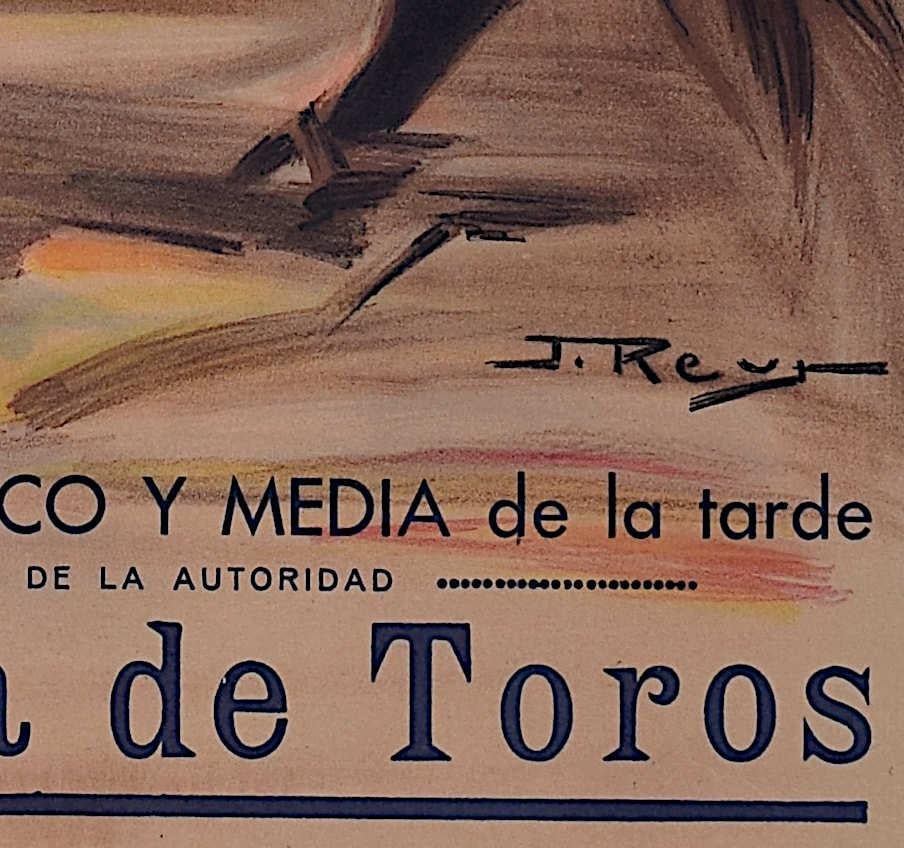 J. Reus
CO Y MEDIA de la tarde
DE LA AUTORIDAD
a de Toros